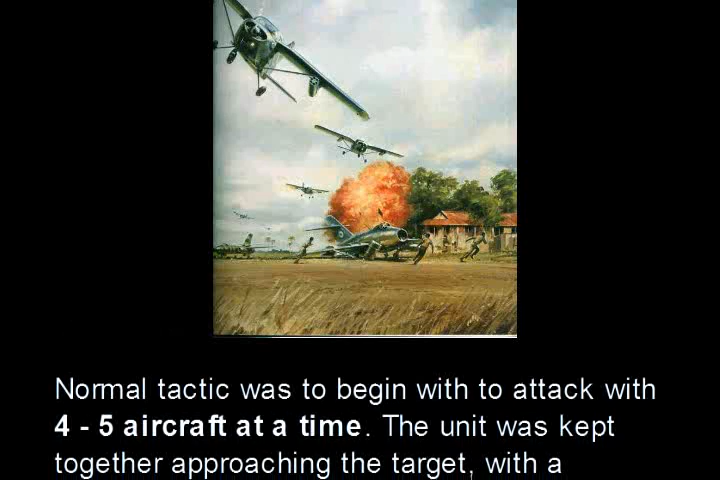 Normal tactic was to begin with to attack with
4 - 5 aircraft at a time. The unit was kept
together approaching the target, with a